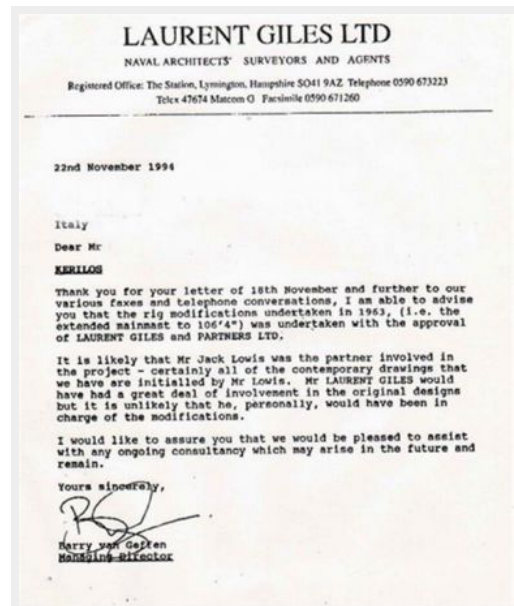 LAURENT GILES LTD
NAVAL ARCHITECTS' SURVEYORS AND AGENTS
Registered Office: The Station, Lymington, Hampshire SO41 9AZ Telephone 0590 673223
Telex 47674 Matcom G Facsimile 0590 671260
22nd November 1994
Italy
Dear Mr
KERILOS
Thank you for your letter of 18th November and further to our
various faxes and telephone conversations, I am able to advise
you that the rig modifications undertaken in 1963, (i.e. the
extended mainmast to 106'4") was undertaken with the approval
of LAURENT GILES and PARTNERS LTD.
It is likely that Mr Jack Lowis was the partner involved in
the project - certainly all of the contemporary drawings that
we have are initialled by Mr Lowis. Mr LAURENT GILES would
have had a great deal of involvement in the original designs
but it is unlikely that he, personally, would have been in
charge of the modifications.
I would like to assure you that we would be pleased to assist
with any ongoing consultancy which may arise in the future and
remain.
Yours sincerely,
Barry van Geffen
Managing Director